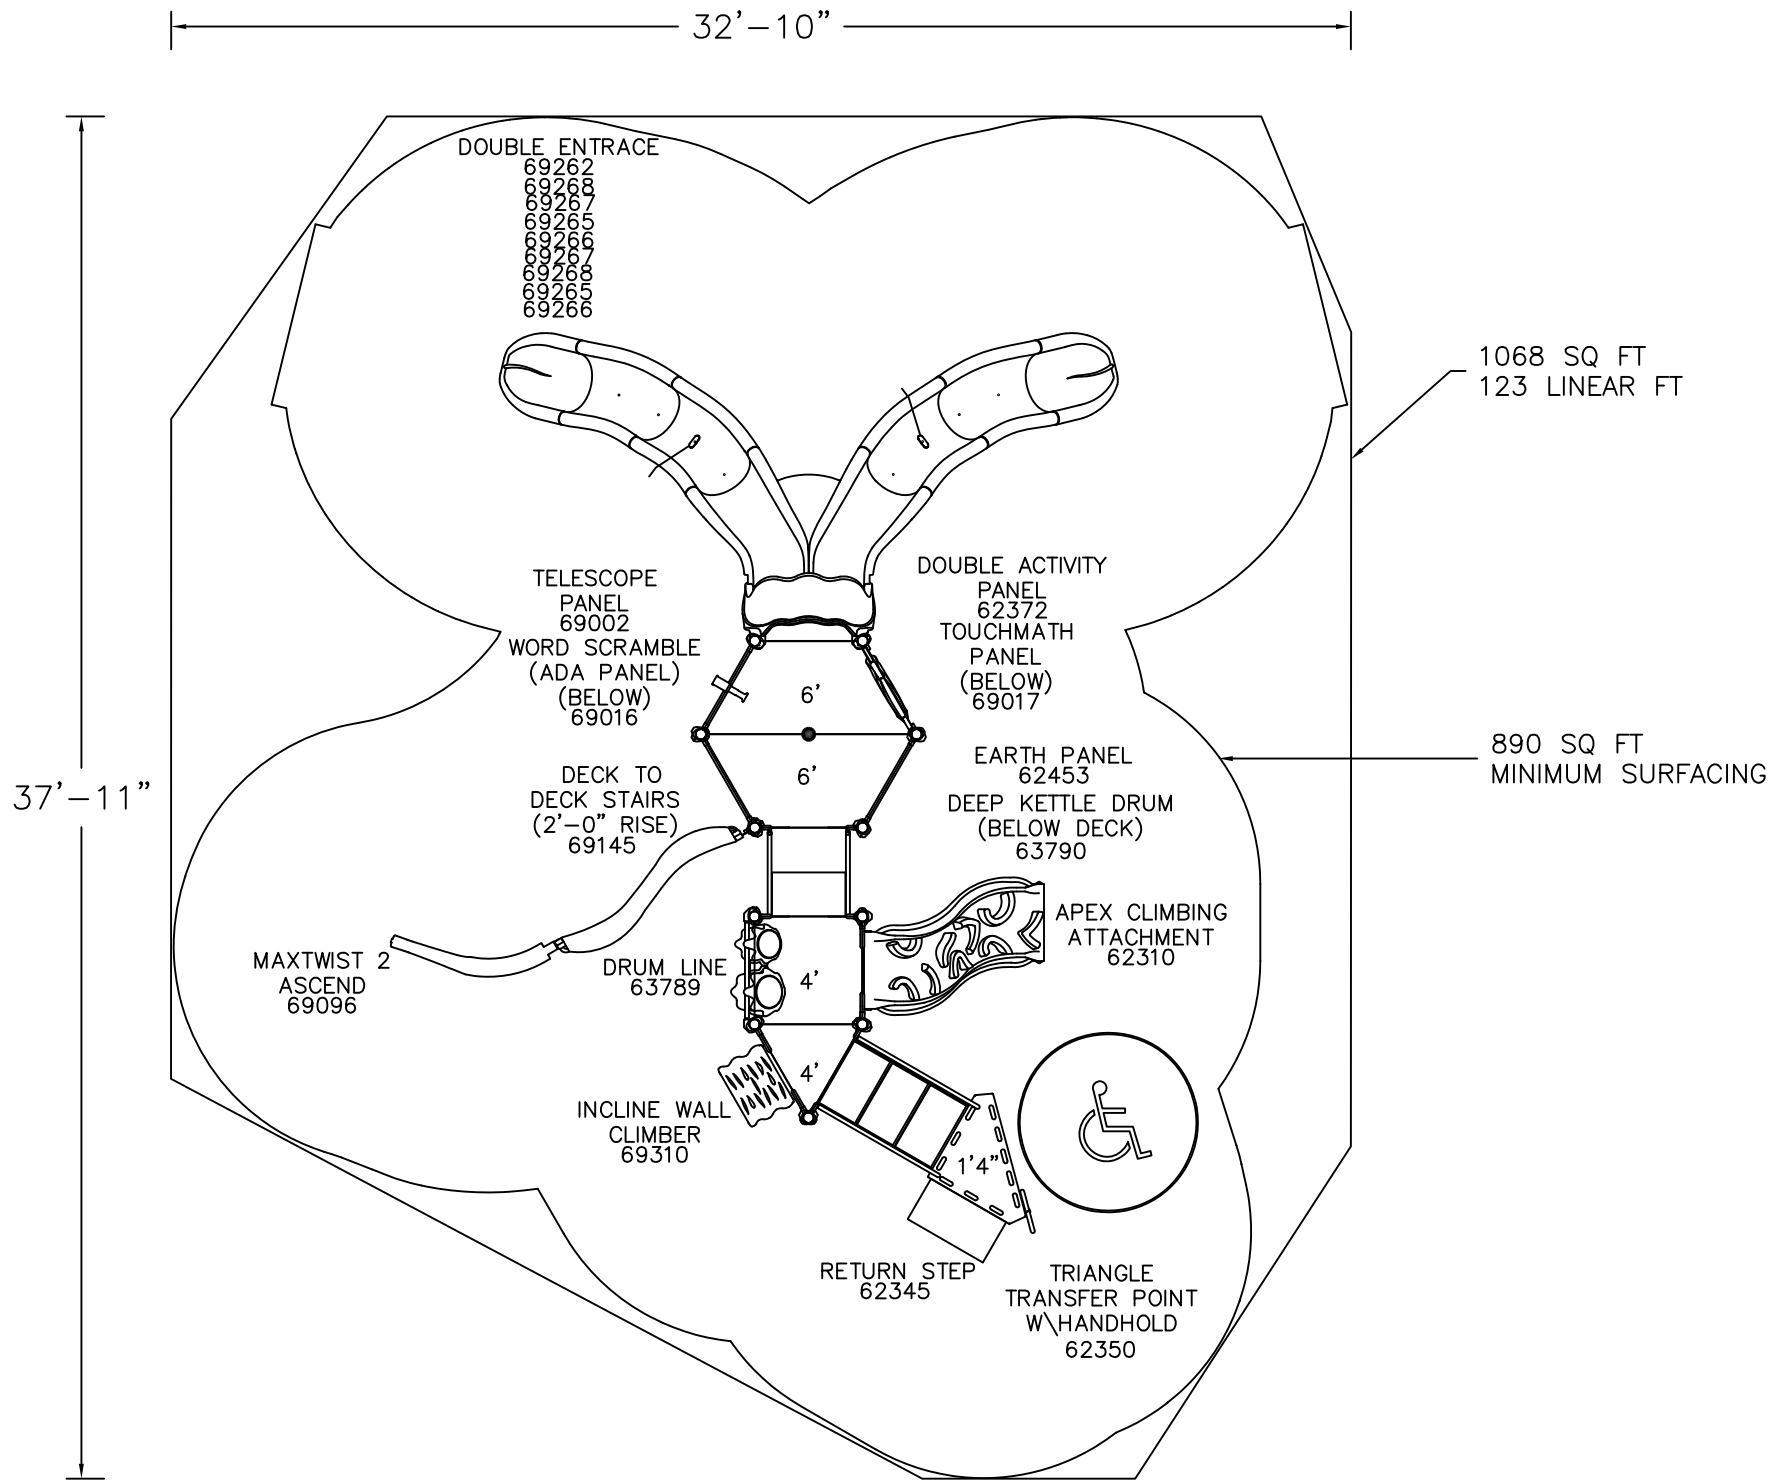 32'-10"
DOUBLE ENTRACE
69262
69268
69267
69265
69266
69267
69268
69265
69266
1068 SQ FT
123 LINEAR FT
TELESCOPE
PANEL
69002
WORD SCRAMBLE
(ADA PANEL)
(BELOW)
69016
DOUBLE ACTIVITY
PANEL
62372
TOUCHMATH
PANEL
(BELOW)
69017
6'
6'
890 SQ FT
MINIMUM SURFACING
37'-11"
DECK TO
DECK STAIRS
(2'-0" RISE)
69145
EARTH PANEL
62453
DEEP KETTLE DRUM
(BELOW DECK)
63790
APEX CLIMBING
ATTACHMENT
62310
MAXTWIST 2
ASCEND
69096
DRUM LINE
63789
4'
4'
INCLINE WALL
CLIMBER
69310
1'4"
RETURN STEP
62345
TRIANGLE
TRANSFER POINT
W\HANDHOLD
62350